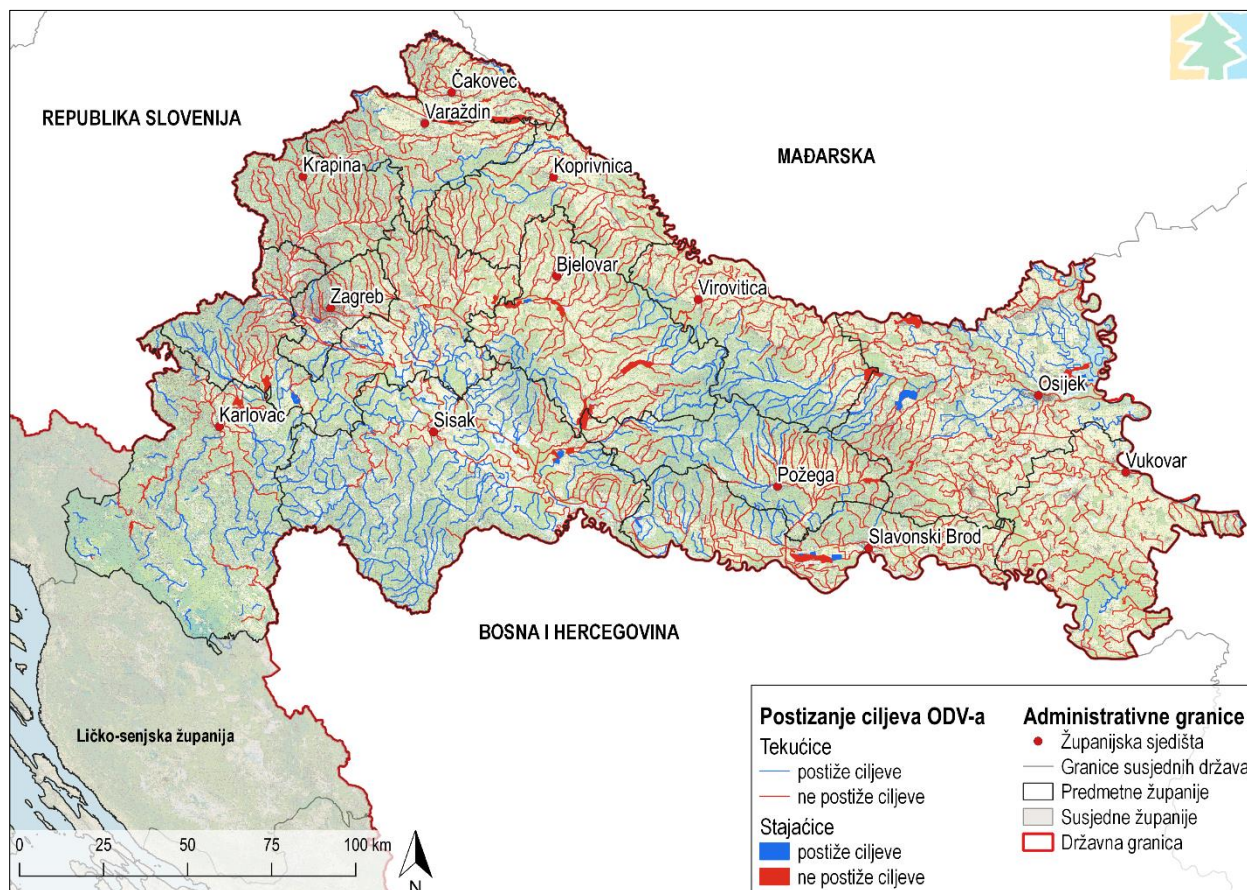 REPUBLIKA SLOVENIJA
MAĐARSKA
Čakovec
Varaždin
Krapina
Koprivnica
Bjelovar
Virovitica
Zagreb
Osijek
Karlovac
Sisak
Vukovar
Požega
Slavonski Brod
BOSNA I HERCEGOVINA
Ličko-senjska županija
0 25 50 75 100 km
N
Postizanje ciljeva ODV-a
Tekućice
postiže ciljeve
ne postiže ciljeve
Stajaćice
postiže ciljeve
ne postiže ciljeve
Administrativne granice
Županijska sjedišta
Granice susjednih država
Predmetne županije
Susjedne županije
Državna granica